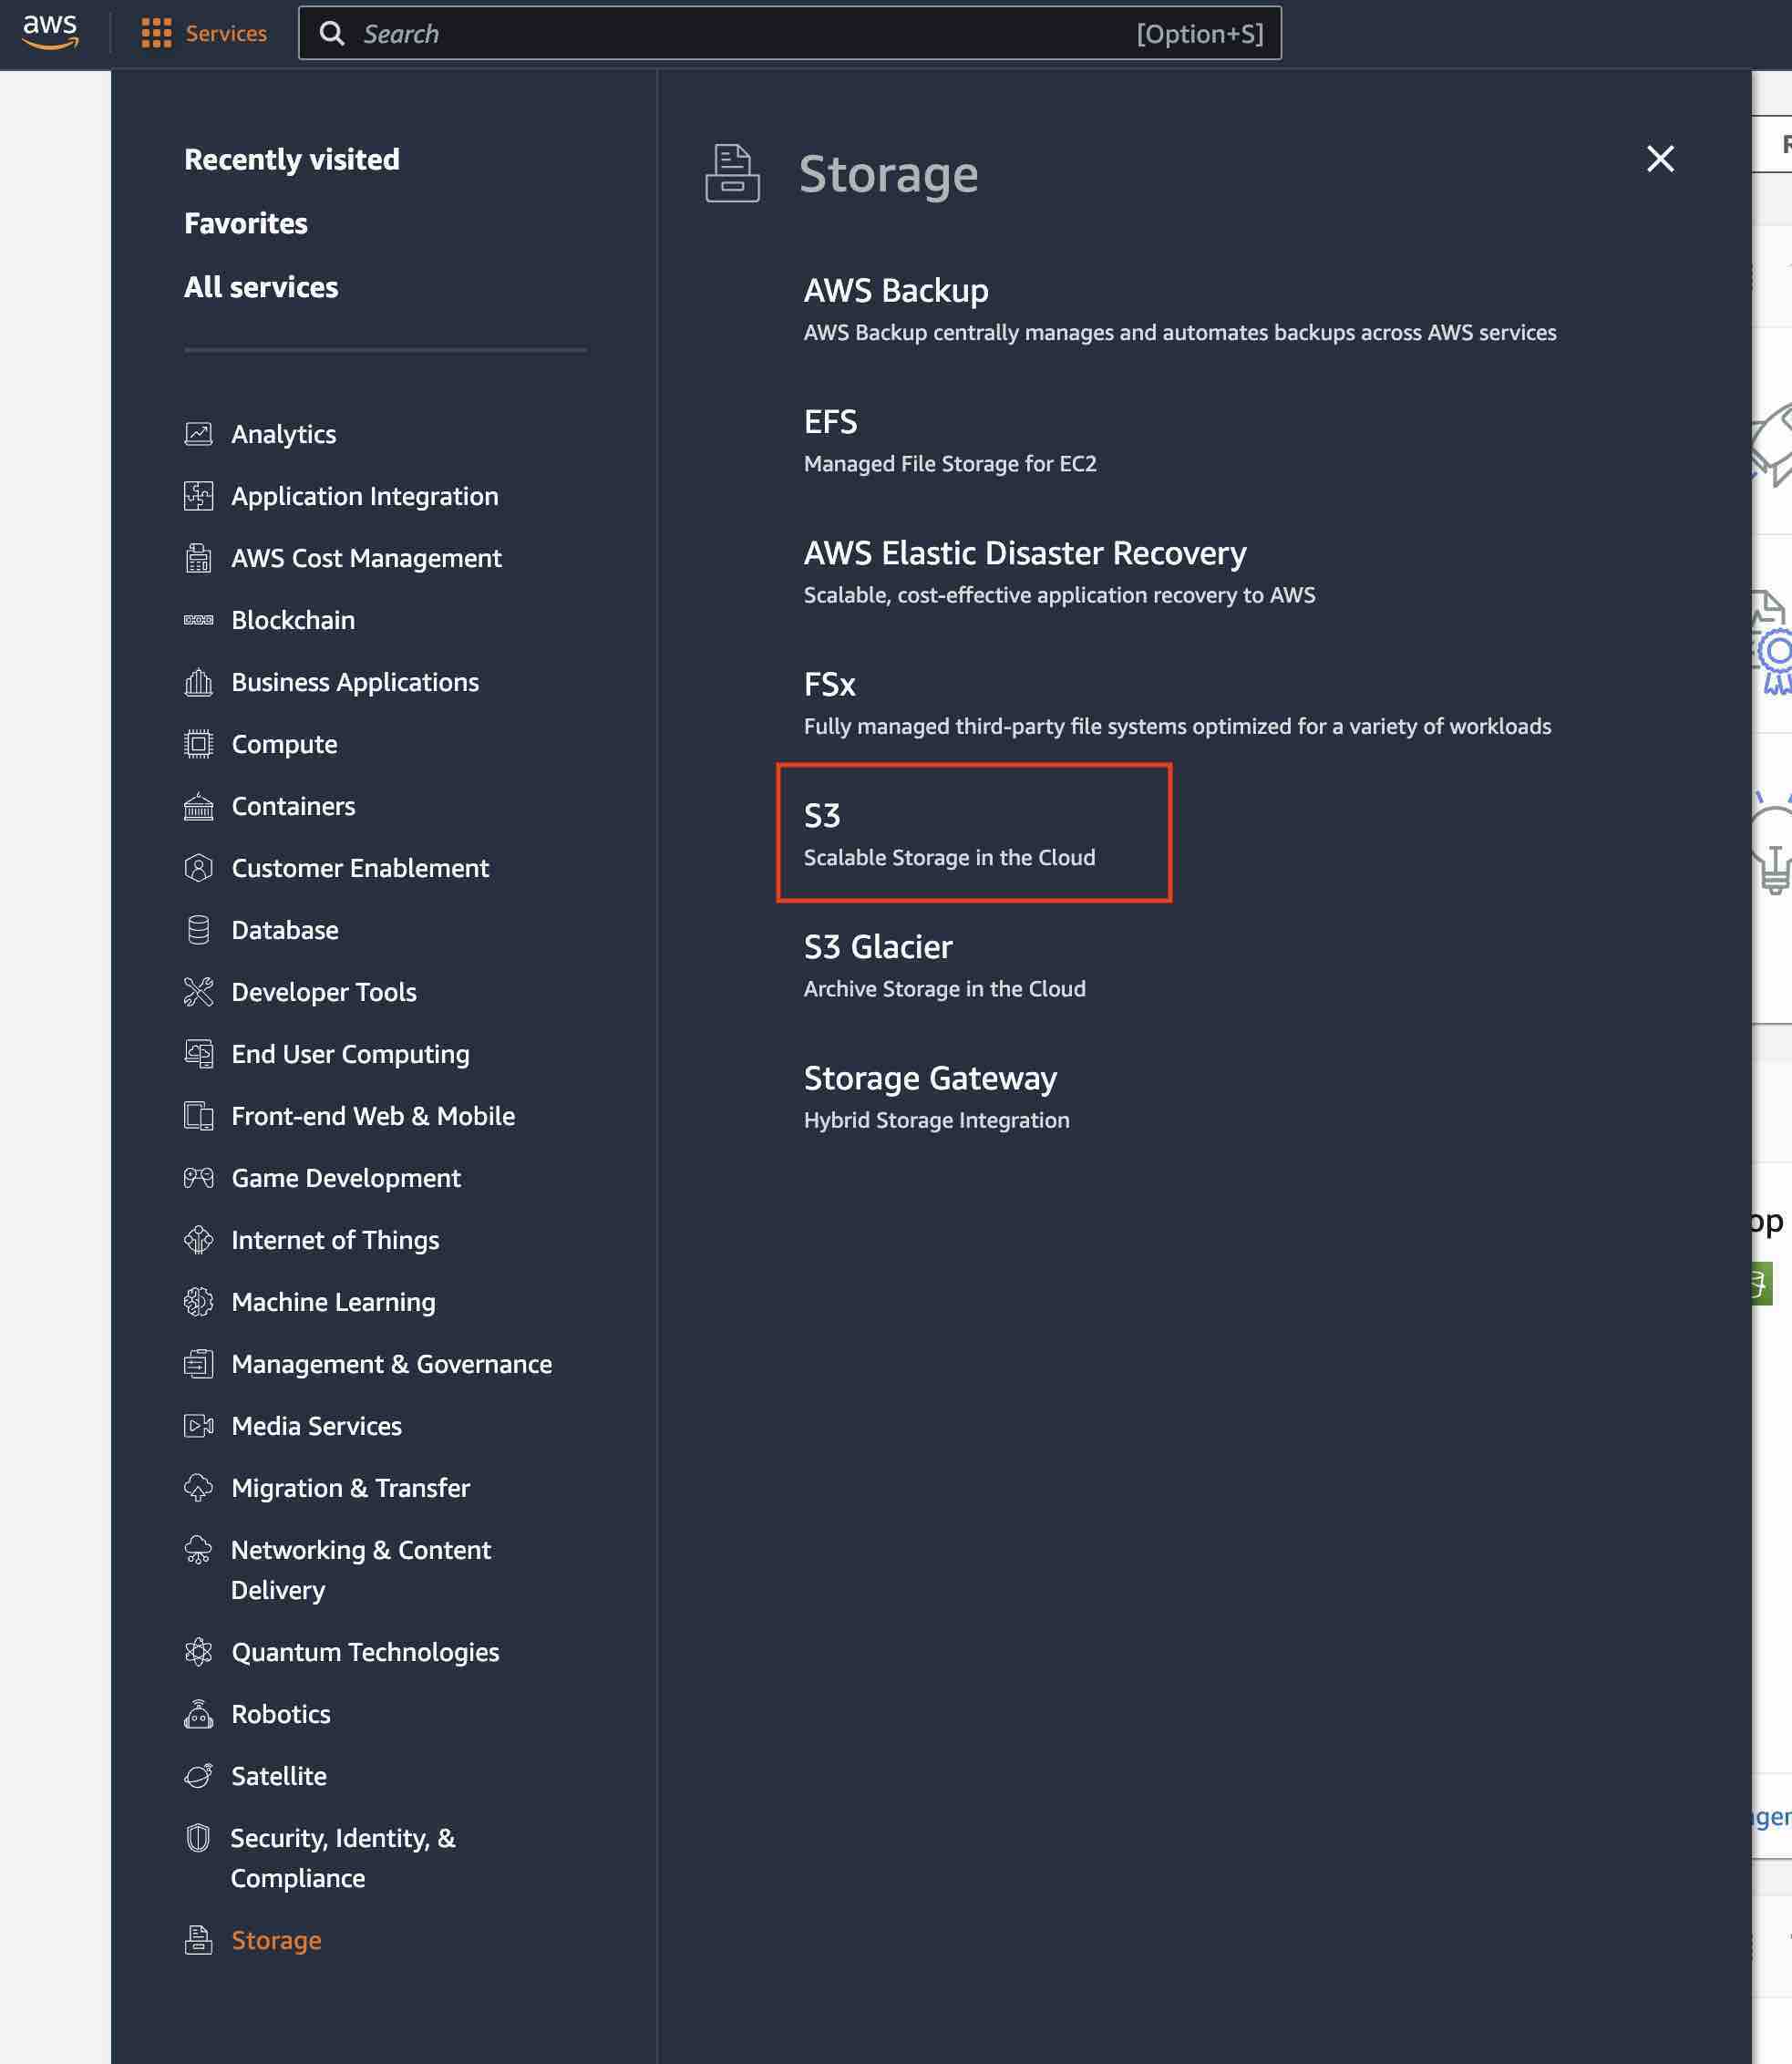 aws
Services
Search
[Option+S]
Recently visited
Favorites
All services
Analytics
Application Integration
AWS Cost Management
Blockchain
Business Applications
Compute
Containers
Customer Enablement
Database
Developer Tools
End User Computing
Front-end Web & Mobile
Game Development
Internet of Things
Machine Learning
Management & Governance
Media Services
Migration & Transfer
Networking & Content
Delivery
Quantum Technologies
Robotics
Satellite
Security, Identity, &
Compliance
Storage
Storage
AWS Backup
AWS Backup centrally manages and automates backups across AWS services
EFS
Managed File Storage for EC2
AWS Elastic Disaster Recovery
Scalable, cost-effective application recovery to AWS
FSx
Fully managed third-party file systems optimized for a variety of workloads
S3
Scalable Storage in the Cloud
S3 Glacier
Archive Storage in the Cloud
Storage Gateway
Hybrid Storage Integration